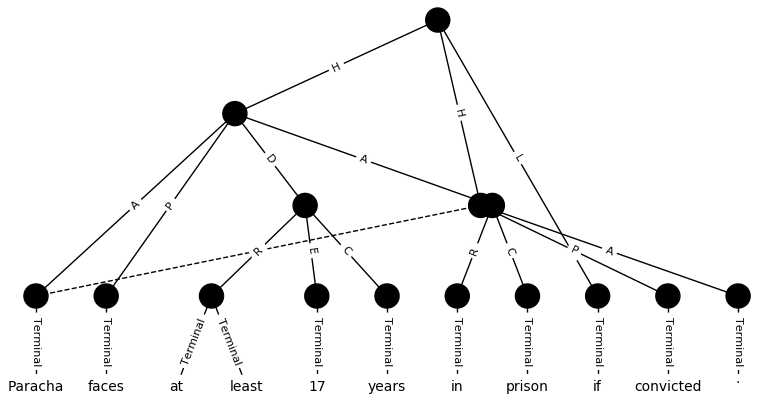 H
H
L
A
P
D
A
R
E
C
R
C
P
A
Terminal Terminal Terminal Terminal Terminal Terminal Terminal Terminal Terminal Terminal Terminal
Paracha faces at least 17 years in prison if convicted .